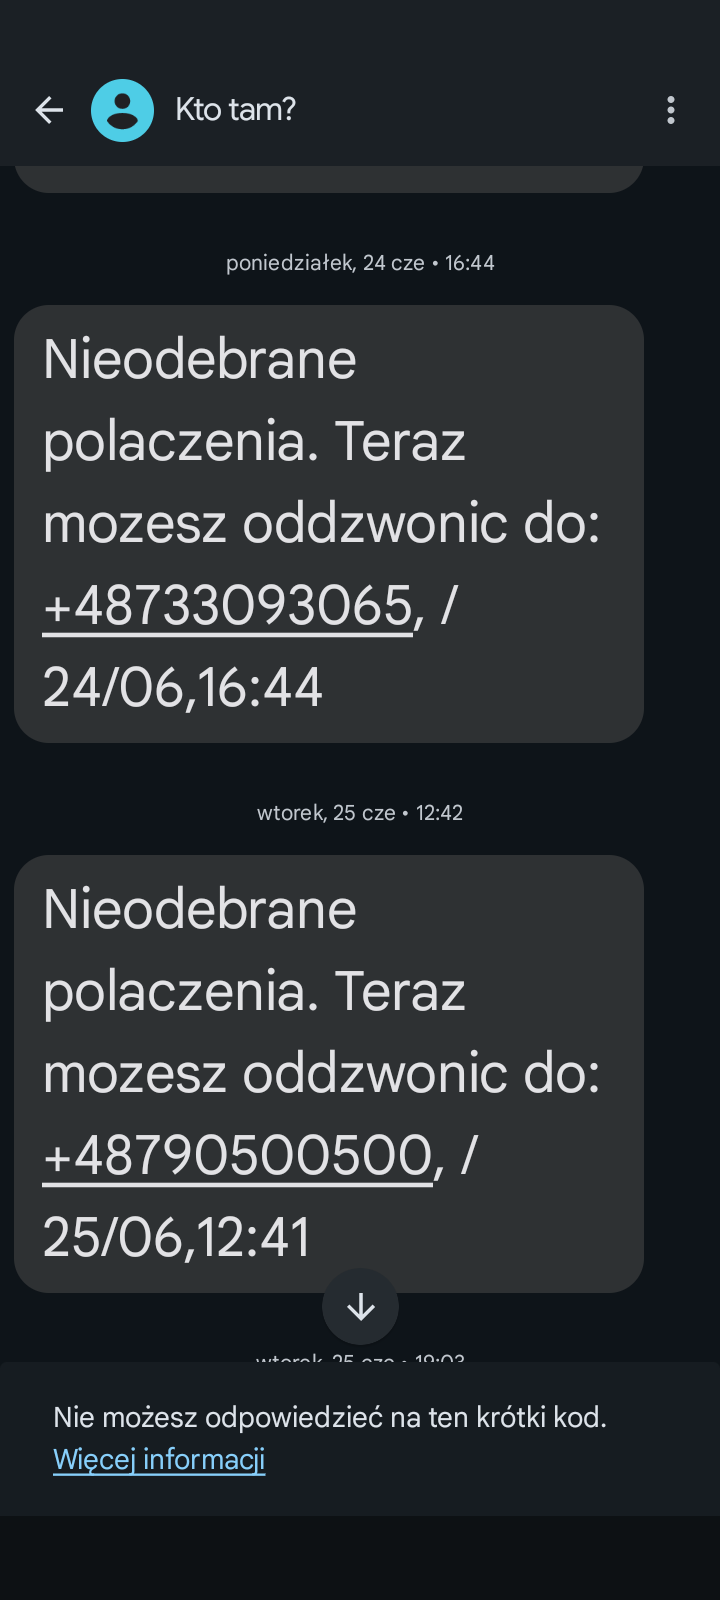 Kto tam?
poniedziałek, 24 cze • 16:44
Nieodebrane
polaczenia. Teraz
mozesz oddzwonic do:
+48733093065, /
24/06,16:44
wtorek, 25 cze • 12:42
Nieodebrane
polaczenia. Teraz
mozesz oddzwonic do:
+48790500500, /
25/06,12:41
wtorek, 25 cze • 19:03
Nie możesz odpowiedzieć na ten krótki kod.
Więcej informacji